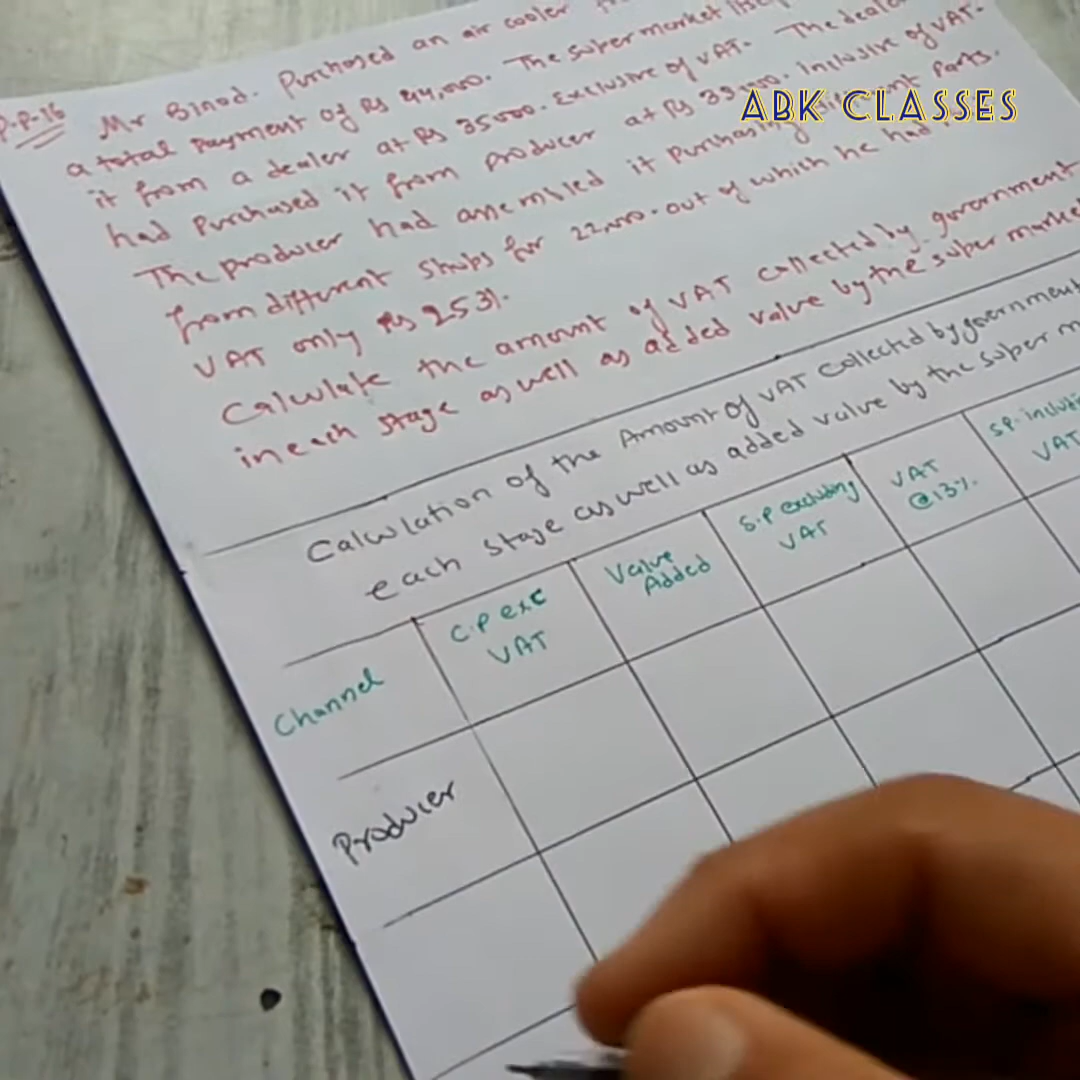 P.P-16
Mr Binod. Purchased an air cooler
a total payment of Rs 44,000. The super market
it from a dealer at Rs 35000. Exclusive of VAT. The dealer
had purchased it from producer at Rs inclusive of VAT.
The producer had assembled it purchasing parts.
from different shops for 22,000. out of which he had
VAT only Rs 2531.
Calculate the amount of VAT collected by government
in each stage as well as added value by the super market
ABK CLASSES
Calculation of the Amount of VAT collected by government
each stage as well as added value by the super
Channel
C.P exc
VAT
Value
Added
S.P excluding
VAT
VAT
@13%.
SP.
VAT
Producer